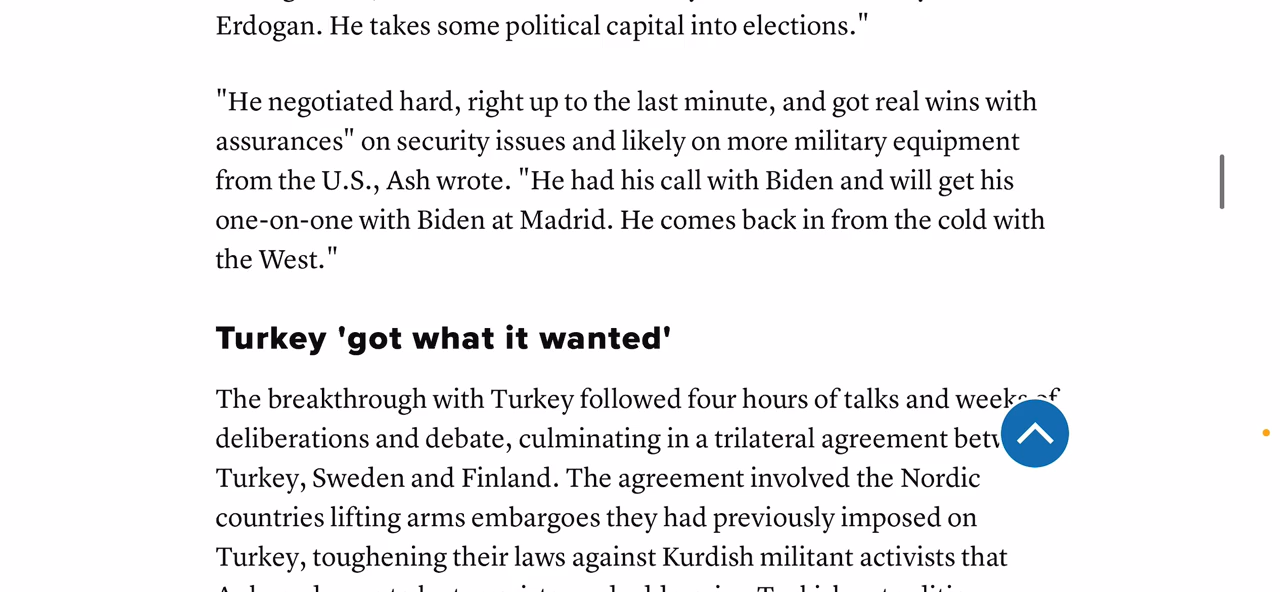 Erdogan. He takes some political capital into elections."
"He negotiated hard, right up to the last minute, and got real wins with
assurances" on security issues and likely on more military equipment
from the U.S., Ash wrote. "He had his call with Biden and will get his
one-on-one with Biden at Madrid. He comes back in from the cold with
the West."
Turkey 'got what it wanted'
The breakthrough with Turkey followed four hours of talks and weeks of
deliberations and debate, culminating in a trilateral agreement
Turkey, Sweden and Finland. The agreement involved the Nordic
countries lifting arms embargoes they had previously imposed on
Turkey, toughening their laws against Kurdish militant activists that